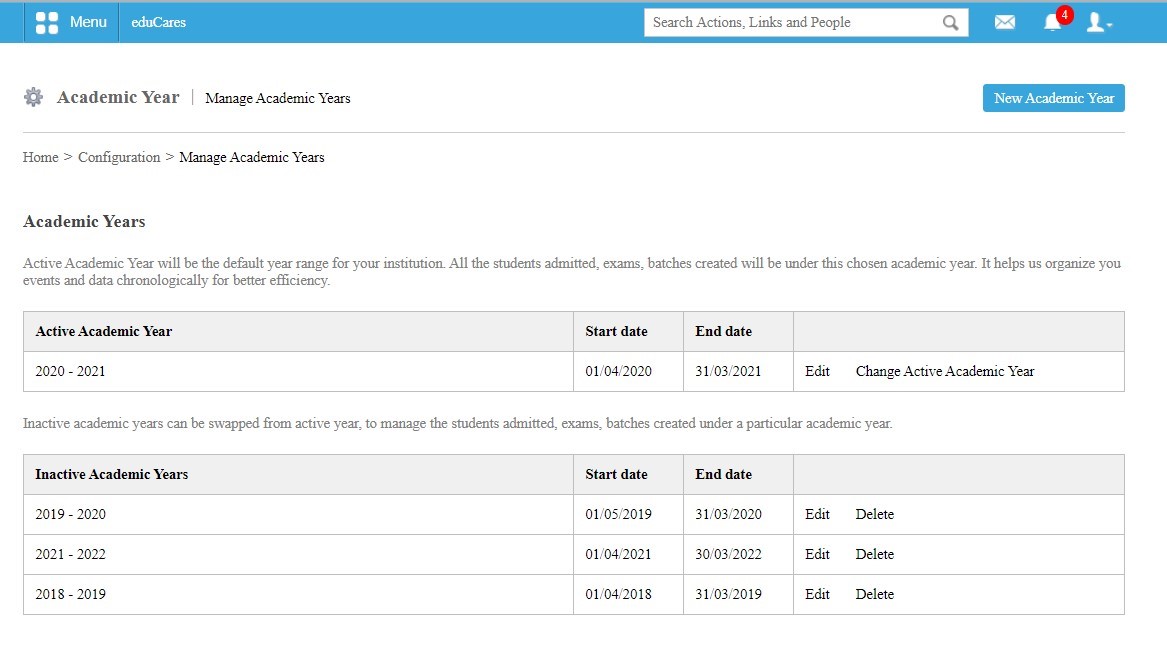 Menu eduCares Search Actions, Links and People 4
Academic Year Manage Academic Years New Academic Year
Home > Configuration > Manage Academic Years
Academic Years
Active Academic Year will be the default year range for your institution. All the students admitted, exams, batches created will be under this chosen academic year. It helps us organize you
events and data chronologically for better efficiency.
Active Academic Year Start date End date
2020 - 2021 01/04/2020 31/03/2021 Edit Change Active Academic Year
Inactive academic years can be swapped from active year, to manage the students admitted, exams, batches created under a particular academic year.
Inactive Academic Years Start date End date
2019 - 2020 01/05/2019 31/03/2020 Edit Delete
2021 - 2022 01/04/2021 30/03/2022 Edit Delete
2018 - 2019 01/04/2018 31/03/2019 Edit Delete